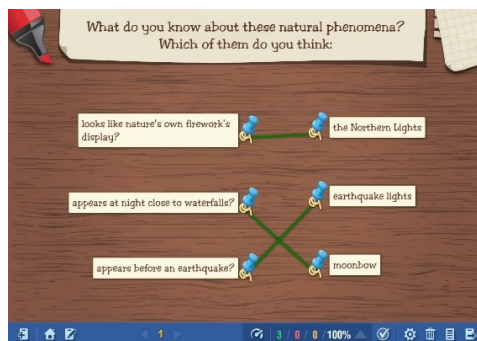 What do you know about these natural phenomena?
Which of them do you think:
looks like nature's own firework's
display?
the Northern Lights
appears at night close to waterfalls?
earthquake lights
appears before an earthquake?
moonbow
1
3 / 0 / 0 /100%